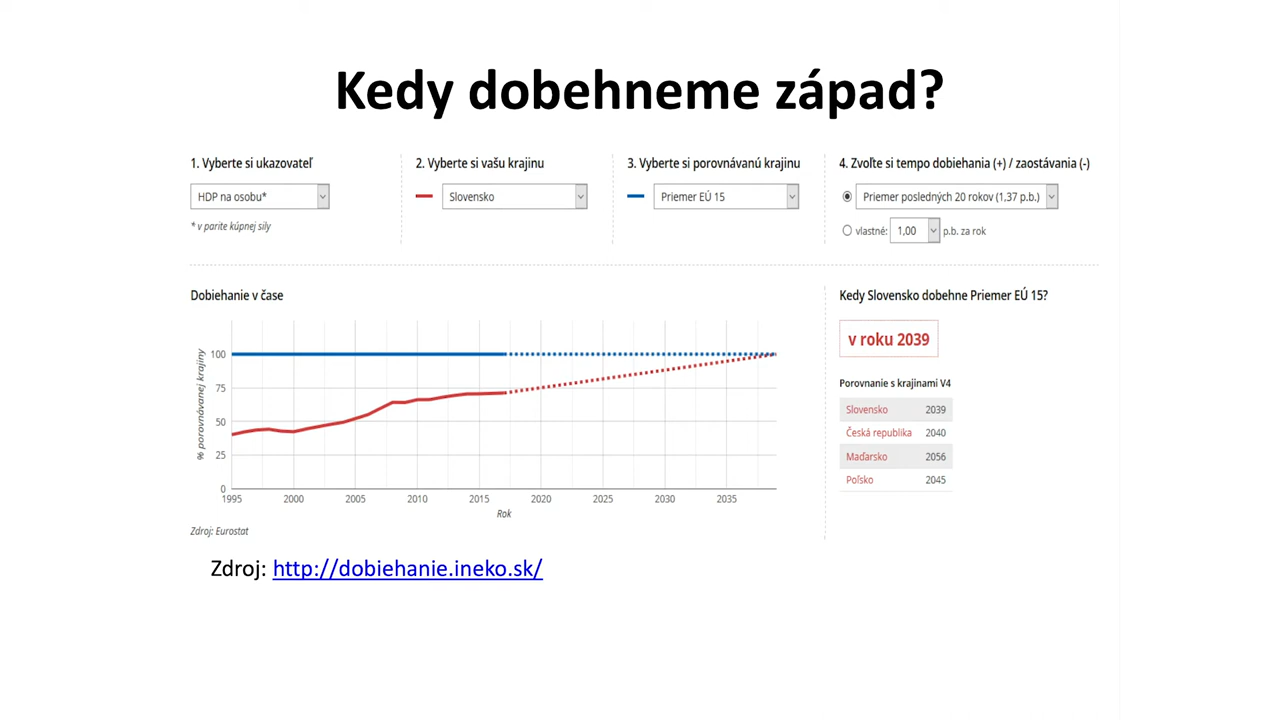 Kedy dobehneme západ?
1. Vyberte si ukazovateľ
2. Vyberte si vašu krajinu
3. Vyberte si porovnávanú krajinu
4. Zvoľte si tempo dobiehania (+) / zaostávania (-)
HDP na osobu*
Slovensko
Priemer EÚ 15
Priemer posledných 20 rokov (1,37 p.b.)
* v parite kúpnej sily
vlastné: 1,00 p.b. za rok
Dobiehanie v čase
Kedy Slovensko dobehne Priemer EÚ 15?
v roku 2039
% porovnávanej krajiny
100
75
50
25
0
1995 2000 2005 2010 2015 2020 2025 2030 2035
Rok
Porovnanie s krajinami V4
Slovensko 2039
Česká republika 2040
Maďarsko 2056
Poľsko 2045
Zdroj: Eurostat
Zdroj: http://dobiehanie.ineko.sk/